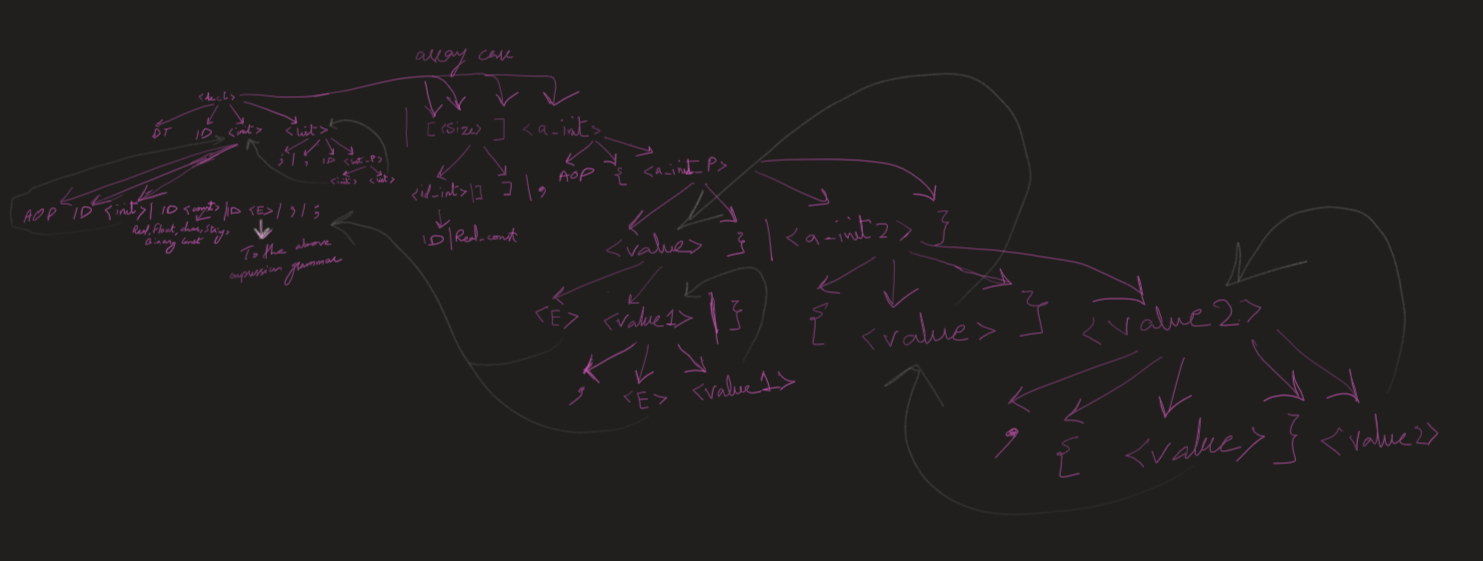 array case
<decl>
DT ID <init> <list>
| [ <size> ] <a_init>
; | , ID <init_P>
<init> <list>
AOP { <a_init_P>
<id_int> | ] ] | ,
ID | Real_const
AOP ID <init> | ID <const> | ID <E> | , | ;
Real, float, char, String,
Binary const
To the above
expression grammar
<value> } | <a_init2> }
<E> <value1> | }
{ <value> } <value2>
, <E> <value1>
, { <value> } <value2>